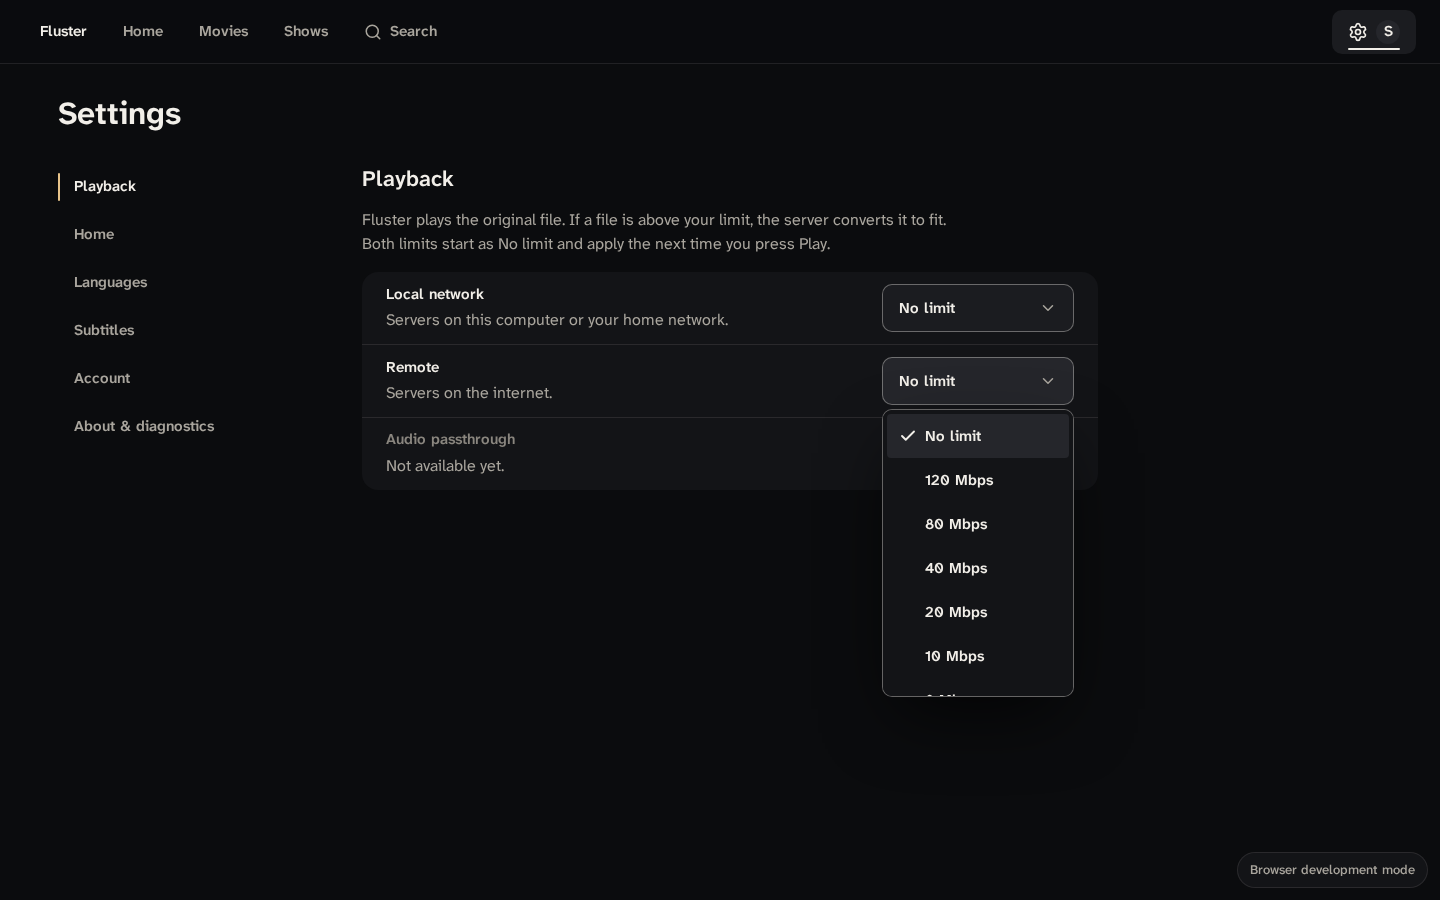 Fluster
Home
Movies
Shows
Search
S
Settings
Playback
Home
Languages
Subtitles
Account
About & diagnostics
Playback
Fluster plays the original file. If a file is above your limit, the server converts it to fit.
Both limits start as No limit and apply the next time you press Play.
Local network
Servers on this computer or your home network.
No limit
Remote
Servers on the internet.
No limit
Audio passthrough
Not available yet.
No limit
120 Mbps
80 Mbps
40 Mbps
20 Mbps
10 Mbps
Browser development mode